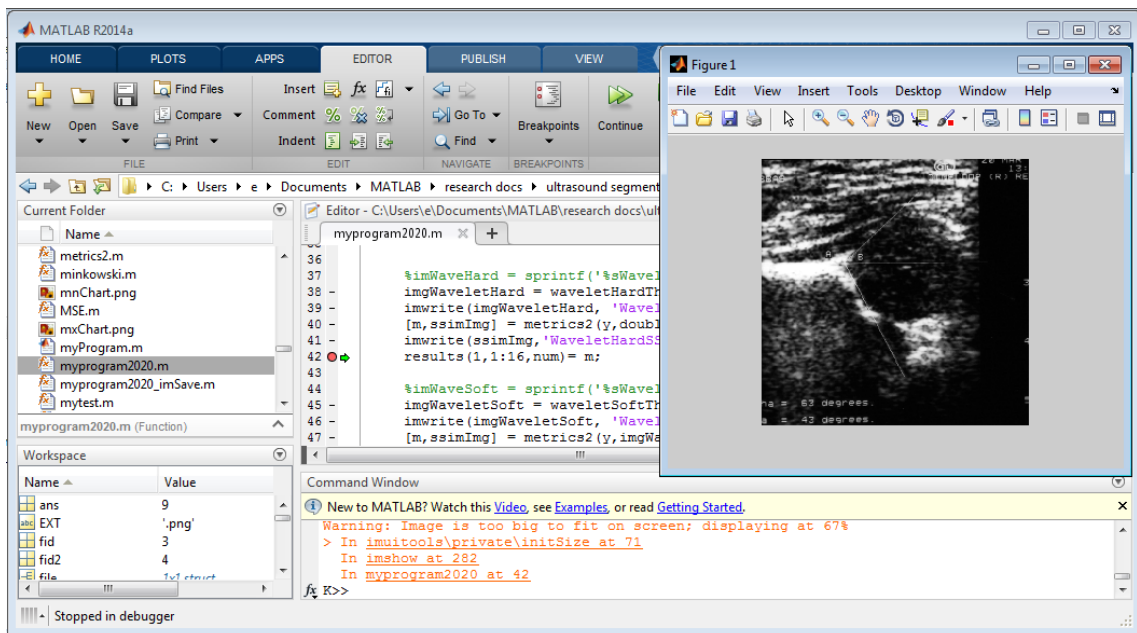 MATLAB R2014a
HOME PLOTS APPS EDITOR PUBLISH VIEW
New Open Save
Find Files
Compare
Print
FILE
Insert
Comment
Indent
EDIT
Go To
Find
NAVIGATE
Breakpoints
BREAKPOINTS
Continue
C: Users e Documents MATLAB research docs ultrasound segment
Current Folder
Name
metrics2.m
minkowski.m
mnChart.png
MSE.m
mxChart.png
myProgram.m
myprogram2020.m
myprogram2020_imSave.m
mytest.m
myprogram2020.m (Function)
Workspace
Name Value
ans 9
EXT '.png'
fid 3
fid2 4
file 1x1 struct
Editor - C:\Users\e\Documents\MATLAB\research docs\ult
myprogram2020.m
36
37 %imWaveHard = sprintf('%sWavel
38 - imgWaveletHard = waveletHardTh
39 - imwrite(imgWaveletHard, 'Wavel
40 - [m,ssimImg] = metrics2(y,doubl
41 - imwrite(ssimImg,'WaveletHardSS
42 results(1,1:16,num)= m;
43
44 %imWaveSoft = sprintf('%sWavel
45 - imgWaveletSoft = waveletSoftTh
46 - imwrite(imgWaveletSoft, 'Wavel
47 - [m,ssimImg] = metrics2(y,imgWa
Command Window
New to MATLAB? Watch this Video, see Examples, or read Getting Started.
Warning: Image is too big to fit on screen; displaying at 67%
> In imuitools\private\initSize at 71
In imshow at 282
In myprogram2020 at 42
fx K>>
Stopped in debugger
Figure 1
File Edit View Insert Tools Desktop Window Help
20 MAR
13:
(R) RE
A B
= 63 degrees.
= 43 degrees.